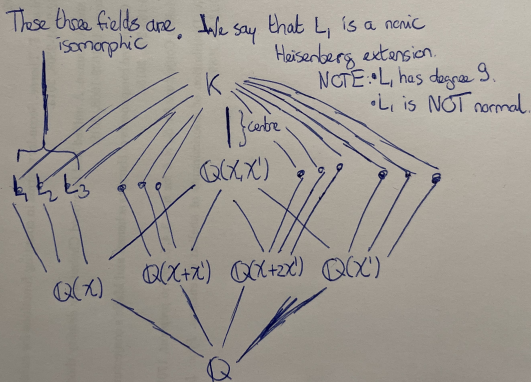 These three fields are isomorphic. We say that L₁ is a nonic
Heisenberg extension.
NOTE: • L₁ has degree 9.
• L₁ is NOT normal.
K
} centre
L₁ L₂ L₃
Q(χ,χ')
Q(χ) Q(χ+χ') Q(χ+2χ') Q(χ')
Q